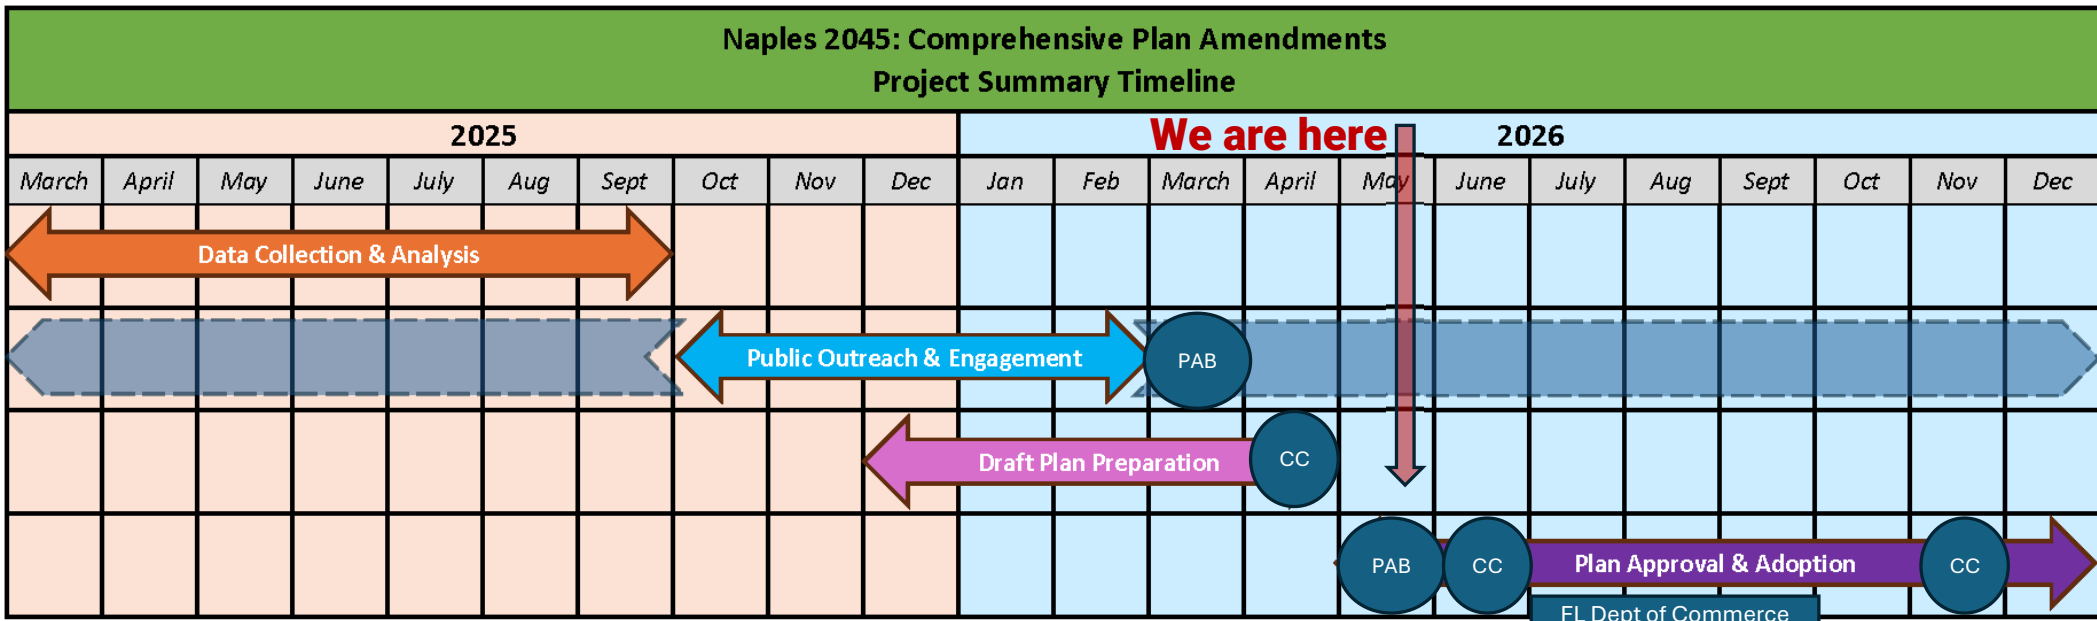 Naples 2045: Comprehensive Plan Amendments
Project Summary Timeline
2025 We are here 2026
March April May June July Aug Sept Oct Nov Dec Jan Feb March April May June July Aug Sept Oct Nov Dec
Data Collection & Analysis
Public Outreach & Engagement PAB
Draft Plan Preparation CC
PAB CC Plan Approval & Adoption CC
FL Dept of Commerce